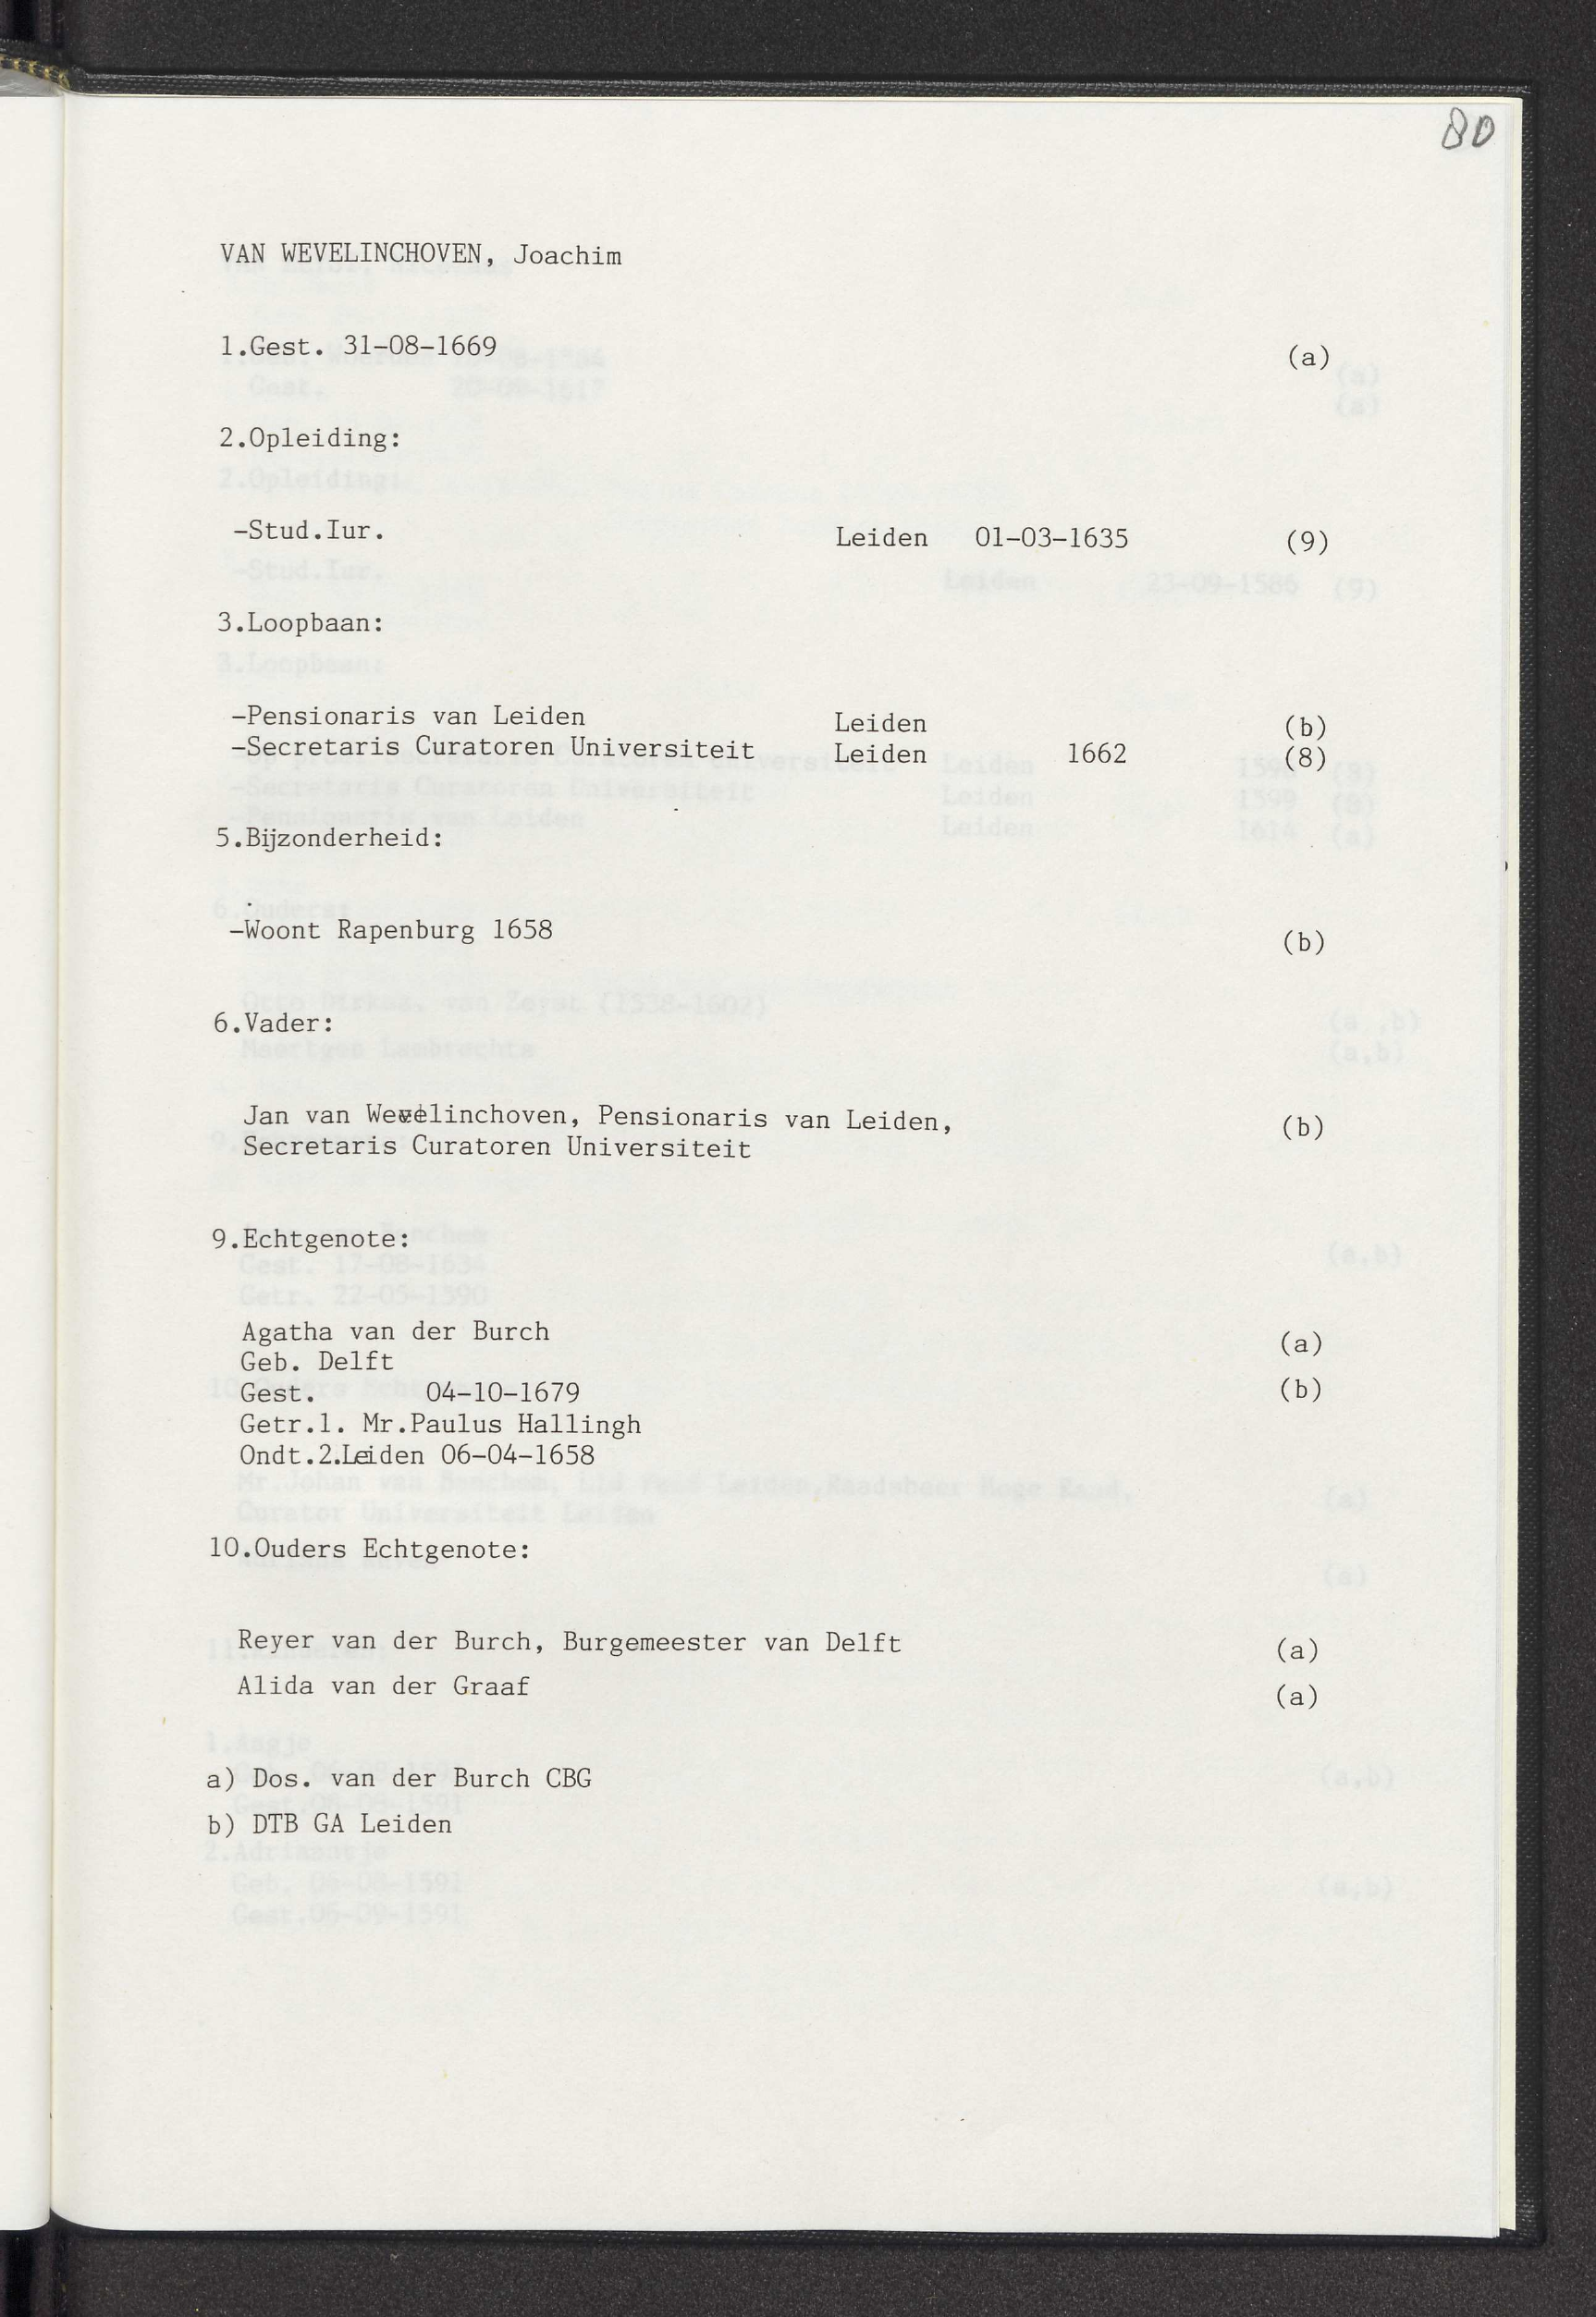 80
VAN WEVELINCHOVEN, Joachim
1.Gest. 31-08-1669 (a)
2.Opleiding:
-Stud.Iur. Leiden 01-03-1635 (9)
3.Loopbaan:
-Pensionaris van Leiden Leiden (b)
-Secretaris Curatoren Universiteit Leiden 1662 (8)
5.Bijzonderheid:
-Woont Rapenburg 1658 (b)
6.Vader:
Jan van Wevelinchoven, Pensionaris van Leiden, (b)
Secretaris Curatoren Universiteit
9.Echtgenote:
Agatha van der Burch (a)
Geb. Delft
Gest. 04-10-1679 (b)
Getr.1. Mr.Paulus Hallingh
Ondt.2.Leiden 06-04-1658
10.Ouders Echtgenote:
Reyer van der Burch, Burgemeester van Delft (a)
Alida van der Graaf (a)
a) Dos. van der Burch CBG
b) DTB GA Leiden